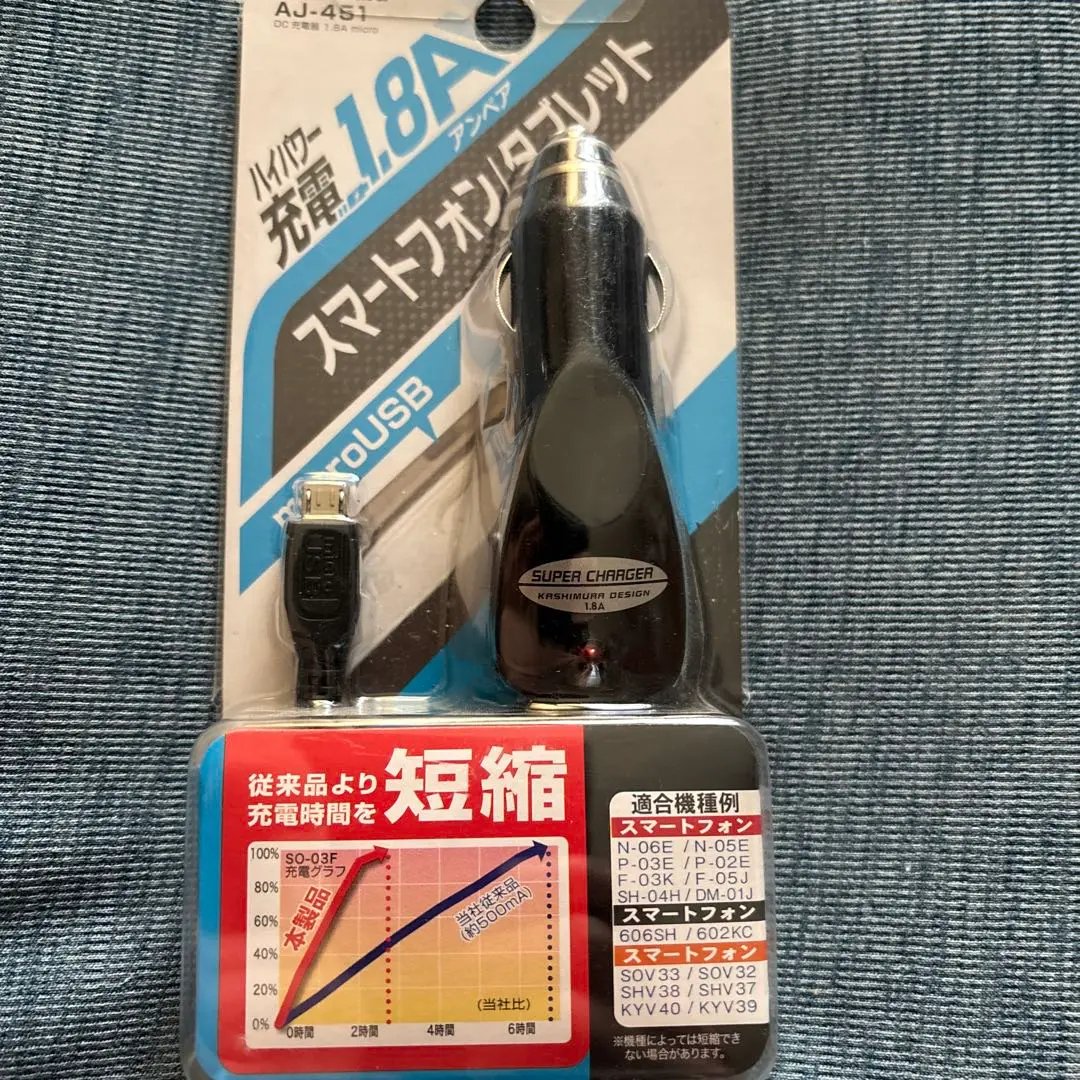 AJ-451
DC充電器 1.8A micro
ハイパワー
充電
1.8A
アンペア
スマートフォン/タブレット
microUSB
SUPER CHARGER
KASHIMURA DESIGN
1.8A
従来品より
充電時間を
短縮
100%
80%
60%
40%
20%
0%
SO-03F
充電グラフ
本製品
当社従来品
(約500mA)
(当社比)
0時間
2時間
4時間
6時間
適合機種例
スマートフォン
N-06E / N-05E
P-03E / P-02E
F-03K / F-05J
SH-04H / DM-01J
スマートフォン
606SH / 602KC
スマートフォン
SOV33 / SOV32
SHV38 / SHV37
KYV40 / KYV39
※機種によっては短縮でき
ない場合があります。